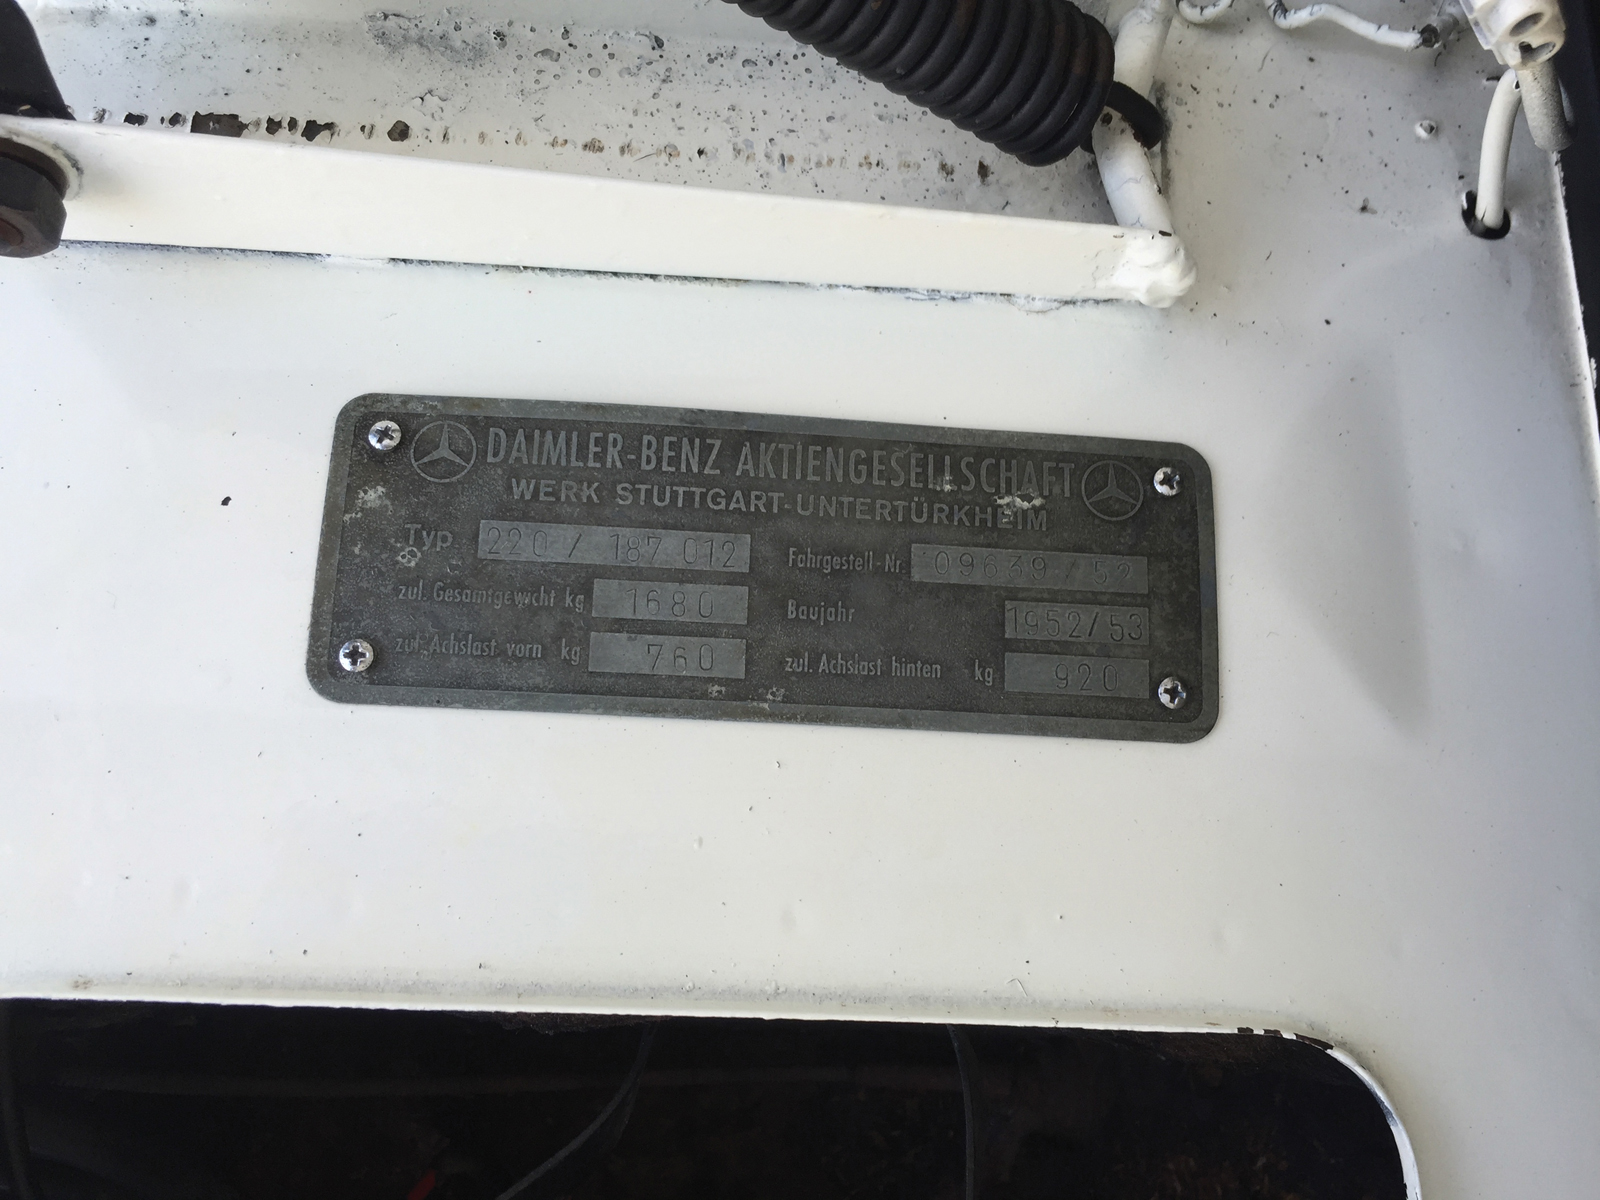 DAIMLER-BENZ AKTIENGESELLSCHAFT
WERK STUTTGART-UNTERTÜRKHEIM
Typ 220 / 187 012 Fahrgestell-Nr. 09639 / 52
zul. Gesamtgewicht kg 1680 Baujahr 1952/53
zul. Achslast vorn kg 760 zul. Achslast hinten kg 920